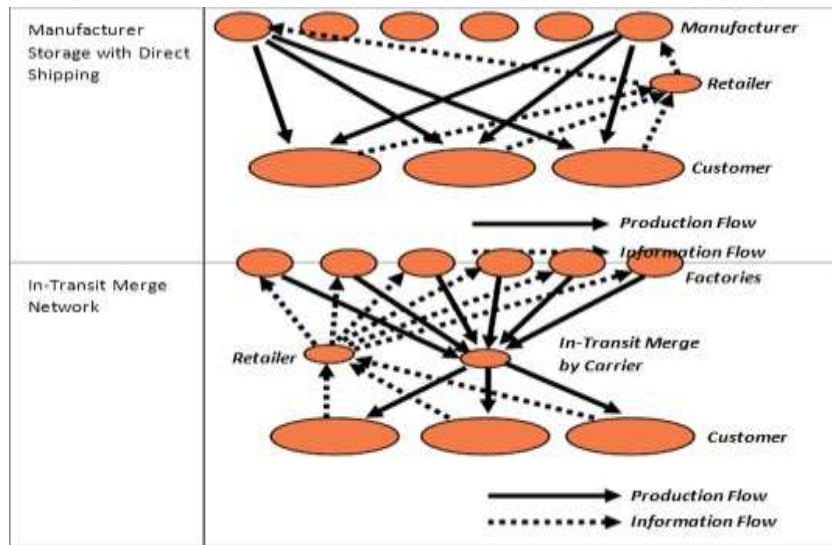 Manufacturer
Storage with Direct
Shipping
Manufacturer
Retailer
Customer
Production Flow
Information Flow
In-Transit Merge
Network
Factories
Retailer
In-Transit Merge
by Carrier
Customer
Production Flow
Information Flow